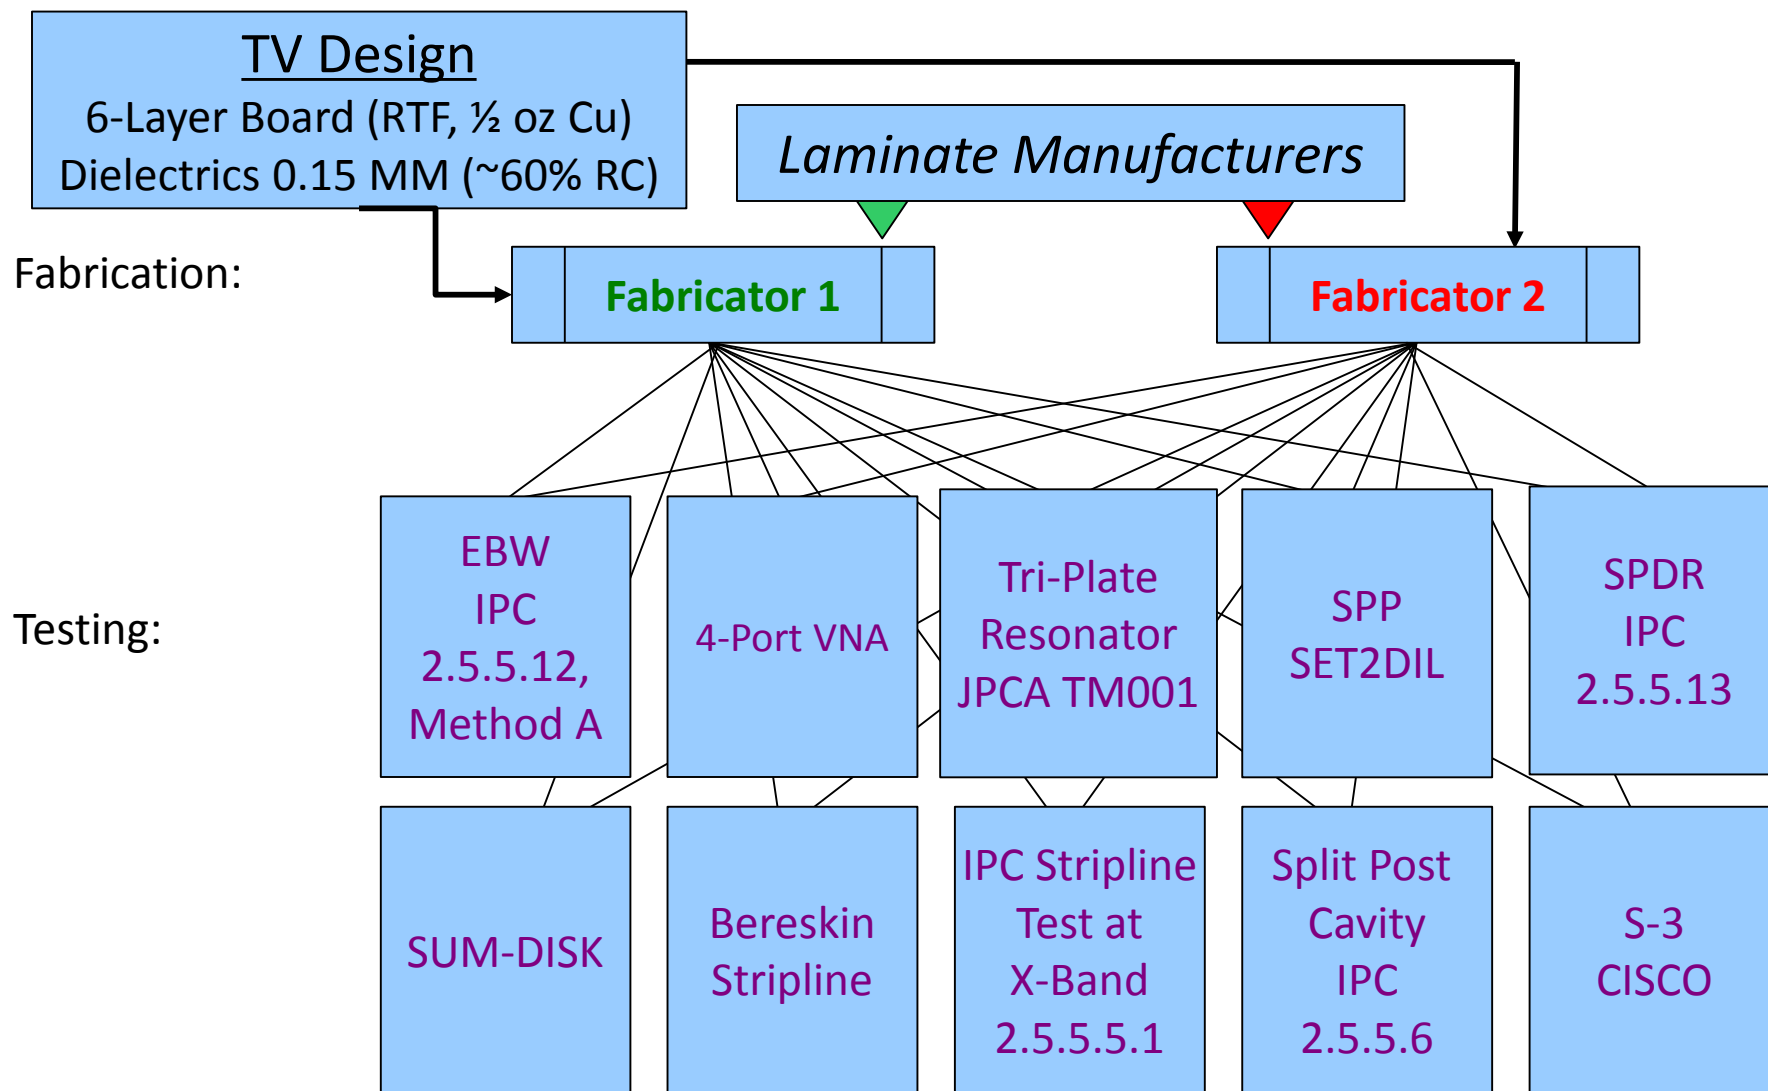 TV Design
6-Layer Board (RTF, ½ oz Cu)
Dielectrics 0.15 MM (~60% RC)
Laminate Manufacturers
Fabrication:
Fabricator 1
Fabricator 2
Testing:
EBW
IPC
2.5.5.12,
Method A
4-Port VNA
Tri-Plate
Resonator
JPCA TM001
SPP
SET2DIL
SPDR
IPC
2.5.5.13
SUM-DISK
Bereskin
Stripline
IPC Stripline
Test at
X-Band
2.5.5.5.1
Split Post
Cavity
IPC
2.5.5.6
S-3
CISCO